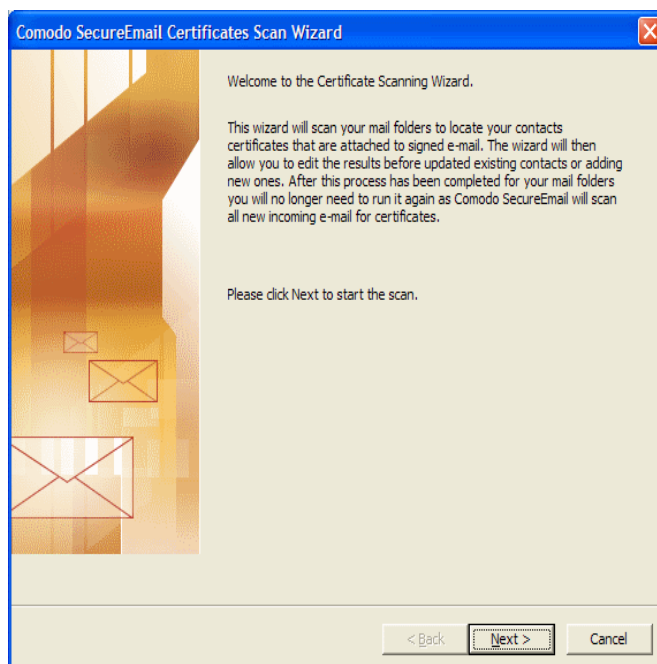 Comodo SecureEmail Certificates Scan Wizard
Welcome to the Certificate Scanning Wizard.
This wizard will scan your mail folders to locate your contacts
certificates that are attached to signed e-mail. The wizard will then
allow you to edit the results before updated existing contacts or adding
new ones. After this process has been completed for your mail folders
you will no longer need to run it again as Comodo SecureEmail will scan
all new incoming e-mail for certificates.
Please click Next to start the scan.
< Back
Next >
Cancel